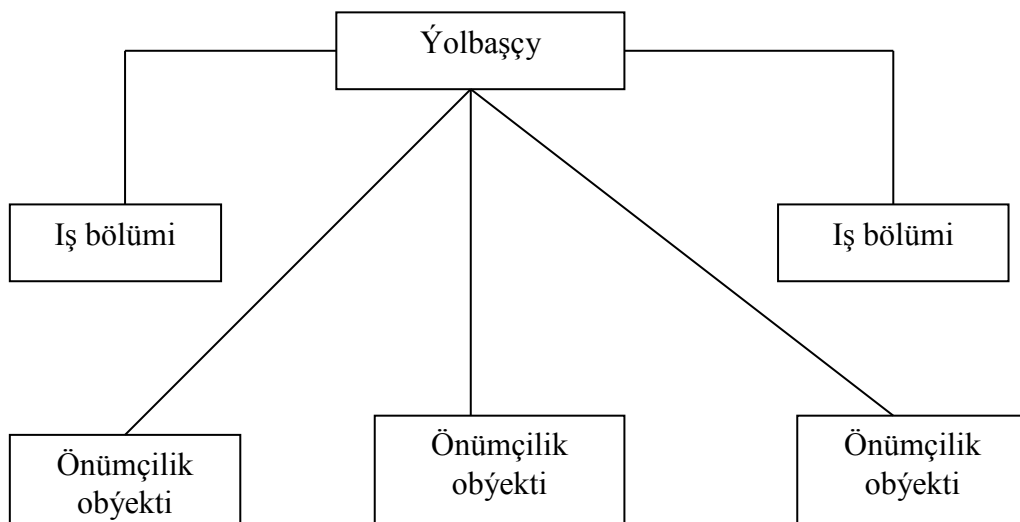 Ýolbaşçy
Iş bölümi
Iş bölümi
Önümçilik
obýekti
Önümçilik
obýekti
Önümçilik
obýekti